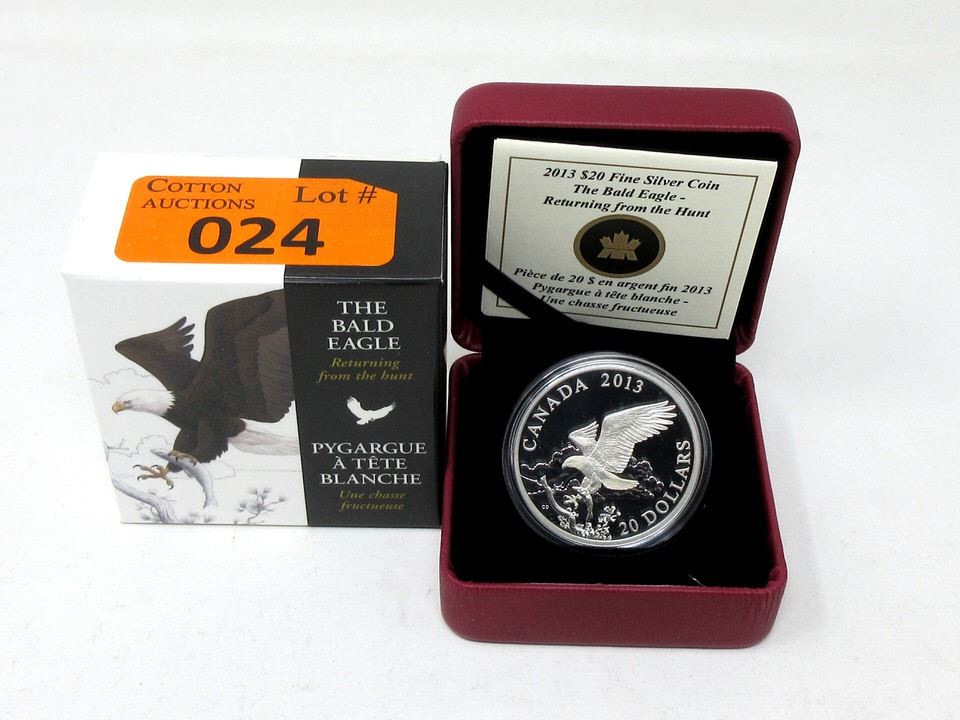 COTTON AUCTIONS
Lot #
024
THE
BALD
EAGLE
Returning
from the hunt
PYGARGUE
À TÊTE
BLANCHE
Une chasse
fructueuse
2013 $20 Fine Silver Coin
The Bald Eagle -
Returning from the Hunt
Pièce de 20 $ en argent fin 2013
Pygargue à tête blanche -
Une chasse fructueuse
CANADA 2013
20 DOLLARS